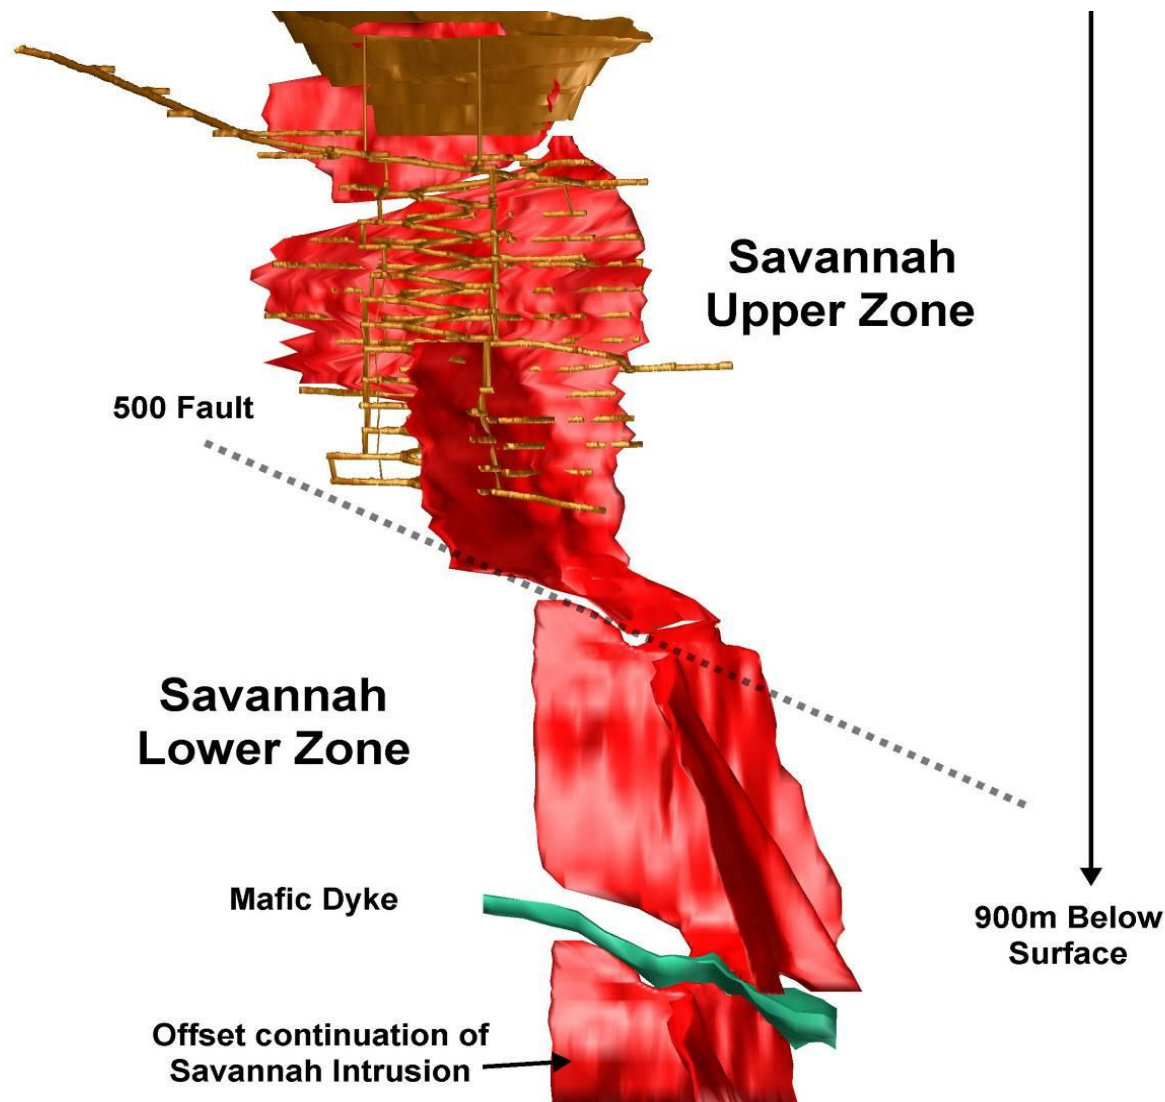 Savannah
Upper Zone
500 Fault
Savannah
Lower Zone
Mafic Dyke
900m Below
Surface
Offset continuation of
Savannah Intrusion